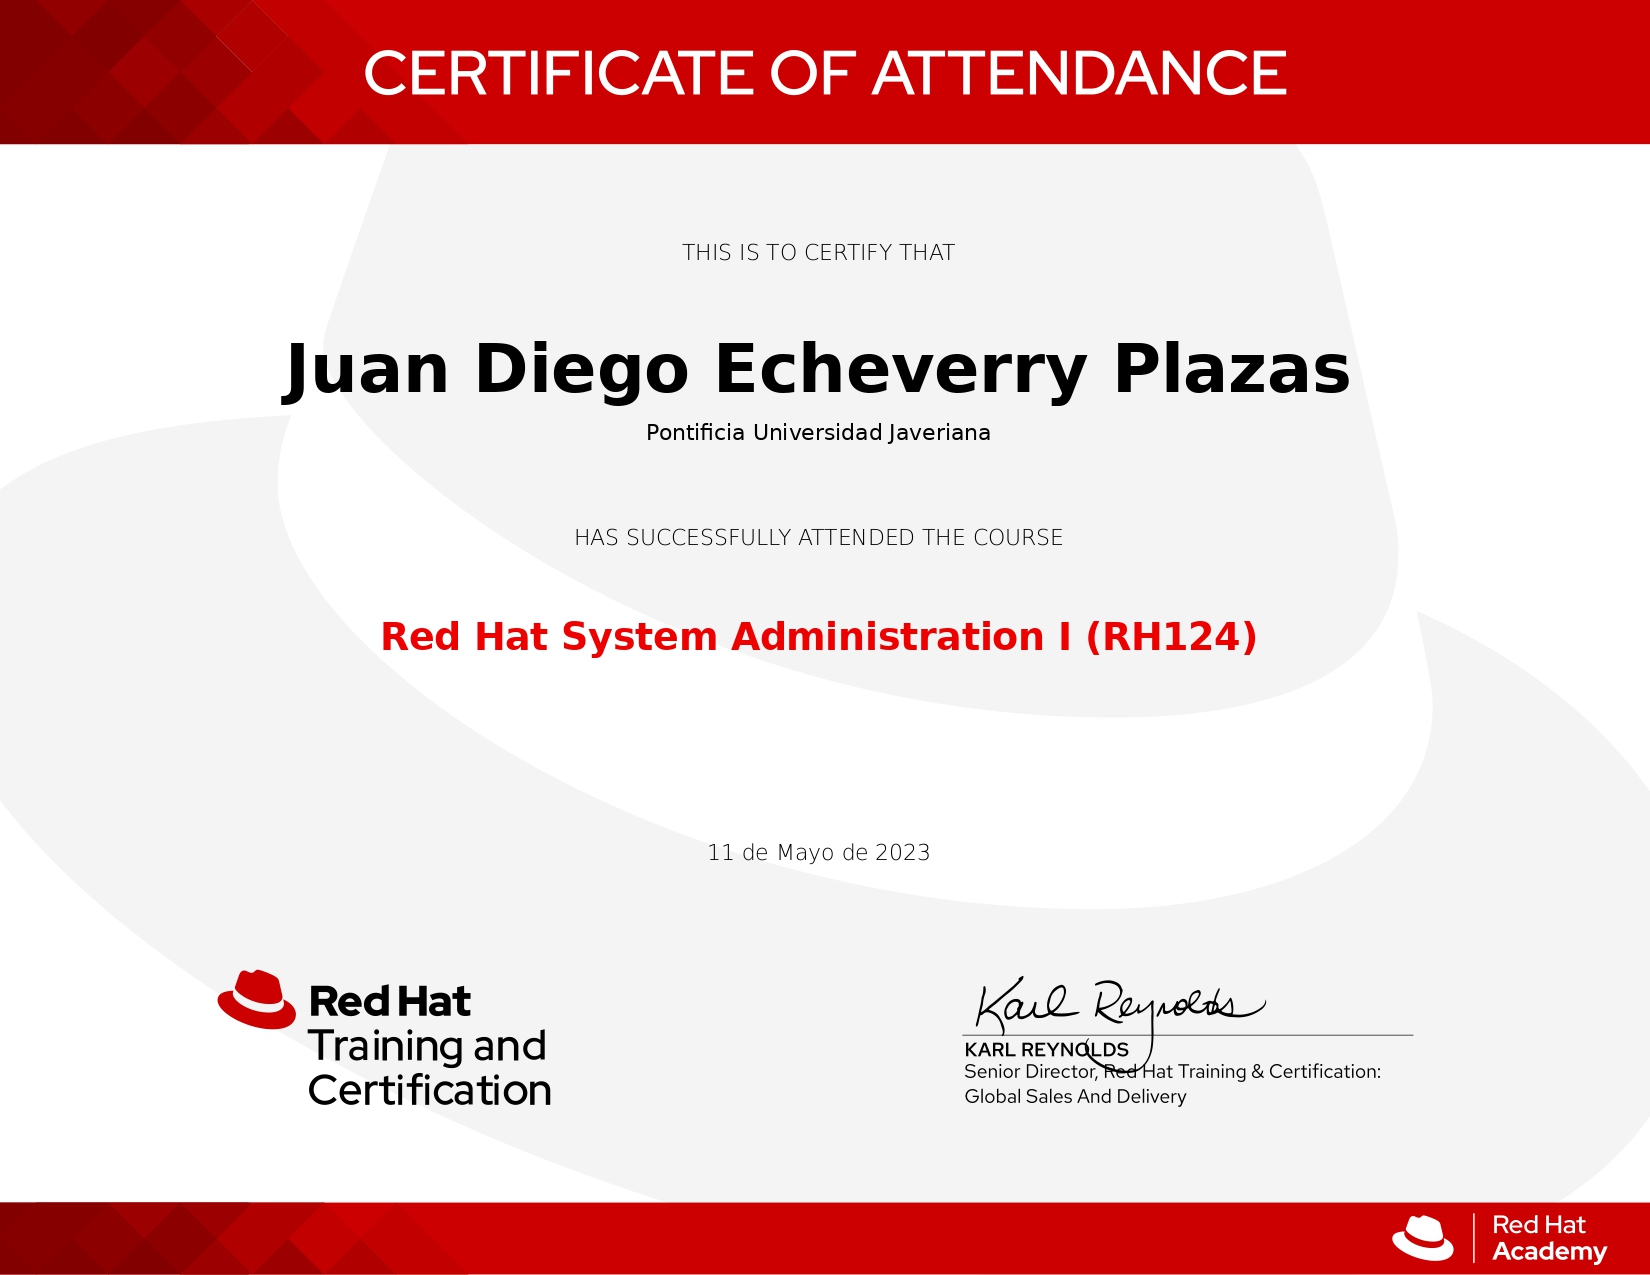 CERTIFICATE OF ATTENDANCE
THIS IS TO CERTIFY THAT
Juan Diego Echeverry Plazas
Pontificia Universidad Javeriana
HAS SUCCESSFULLY ATTENDED THE COURSE
Red Hat System Administration I (RH124)
11 de Mayo de 2023
Red Hat
Training and
Certification
Karl Reynolds
KARL REYNOLDS
Senior Director, Red Hat Training & Certification:
Global Sales And Delivery
Red Hat
Academy